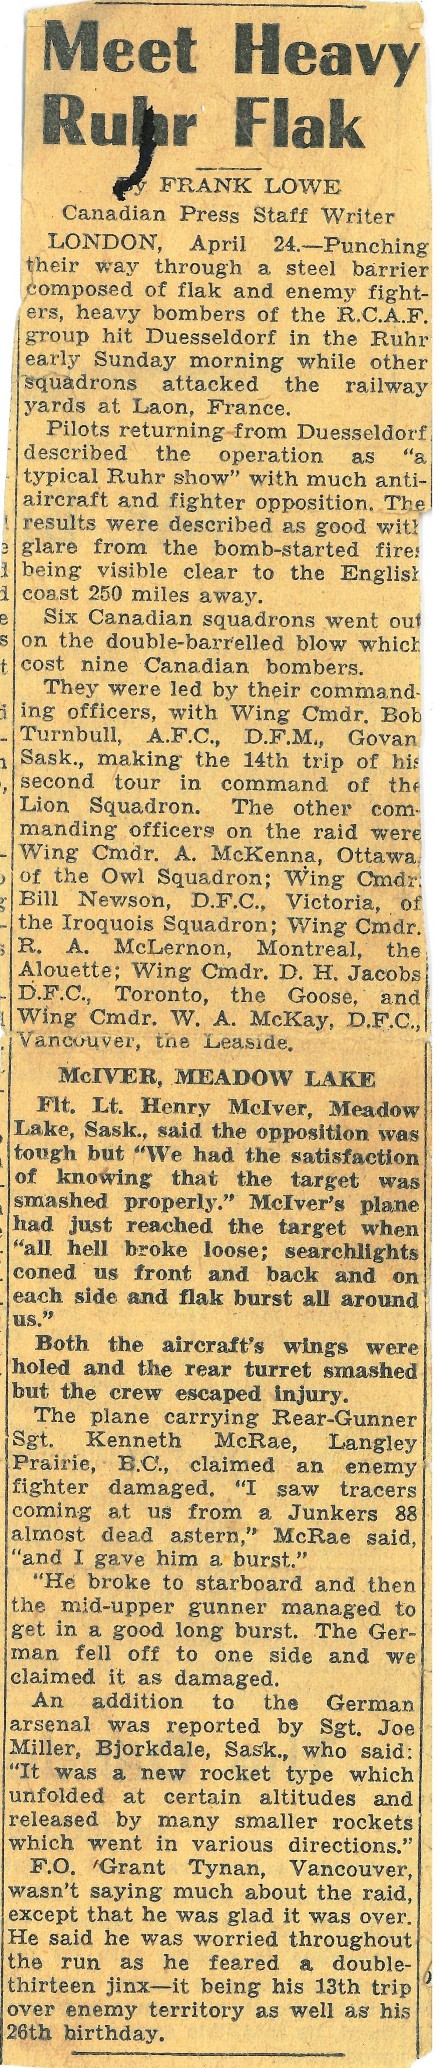 Meet Heavy
Ruhr Flak
By FRANK LOWE
Canadian Press Staff Writer
LONDON, April 24.—Punching
their way through a steel barrier
composed of flak and enemy fight-
ers, heavy bombers of the R.C.A.F.
group hit Duesseldorf in the Ruhr
early Sunday morning while other
squadrons attacked the railway
yards at Laon, France.
Pilots returning from Duesseldorf
described the operation as "a
typical Ruhr show" with much anti-
aircraft and fighter opposition. The
results were described as good with
glare from the bomb-started fires
being visible clear to the English
coast 250 miles away.
Six Canadian squadrons went out
on the double-barrelled blow which
cost nine Canadian bombers.
They were led by their command-
ing officers, with Wing Cmdr. Bob
Turnbull, A.F.C., D.F.M., Govan
Sask., making the 14th trip of his
second tour in command of the
Lion Squadron. The other com-
manding officers on the raid were
Wing Cmdr. A. McKenna, Ottawa,
of the Owl Squadron; Wing Cmdr.
Bill Newson, D.F.C., Victoria, of
the Iroquois Squadron; Wing Cmdr.
R. A. McLernon, Montreal, the
Alouette; Wing Cmdr. D. H. Jacobs
D.F.C., Toronto, the Goose, and
Wing Cmdr. W. A. McKay, D.F.C.,
Vancouver, the Leaside.
McIVER, MEADOW LAKE
Flt. Lt. Henry McIver, Meadow
Lake, Sask., said the opposition was
tough but "We had the satisfaction
of knowing that the target was
smashed properly." McIver's plane
had just reached the target when
"all hell broke loose; searchlights
coned us front and back and on
each side and flak burst all around
us."
Both the aircraft's wings were
holed and the rear turret smashed
but the crew escaped injury.
The plane carrying Rear-Gunner
Sgt. Kenneth McRae, Langley
Prairie, B.C., claimed an enemy
fighter damaged. "I saw tracers
coming at us from a Junkers 88
almost dead astern," McRae said,
"and I gave him a burst."
"He broke to starboard and then
the mid-upper gunner managed to
get in a good long burst. The Ger-
man fell off to one side and we
claimed it as damaged.
An addition to the German
arsenal was reported by Sgt. Joe
Miller, Bjorkdale, Sask., who said:
"It was a new rocket type which
unfolded at certain altitudes and
released by many smaller rockets
which went in various directions."
F.O. Grant Tynan, Vancouver,
wasn't saying much about the raid,
except that he was glad it was over.
He said he was worried throughout
the run as he feared a double-
thirteen jinx—it being his 13th trip
over enemy territory as well as his
26th birthday.